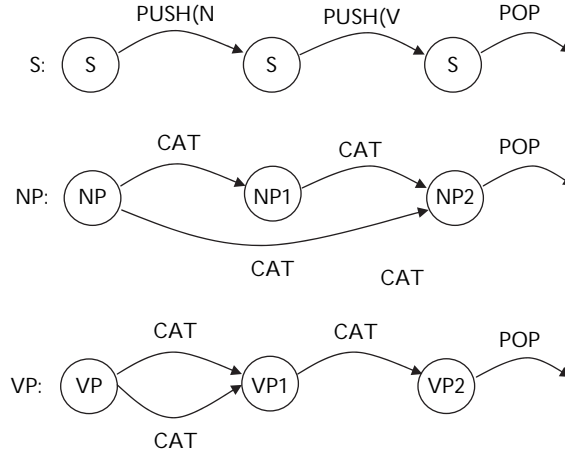 PUSH(N PUSH(V POP
S: S S S
CAT CAT POP
NP: NP NP1 NP2
CAT CAT
CAT CAT POP
VP: VP VP1 VP2
CAT